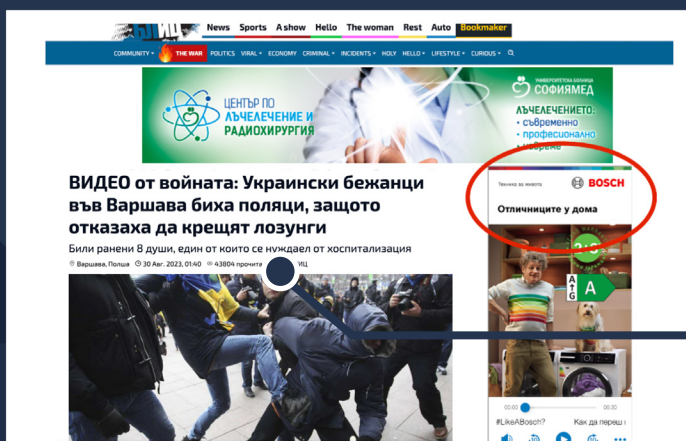 БЛИЦ
News Sports A show Hello The woman Rest Auto Bookmaker
COMMUNITY THE WAR POLITICS VIRAL ECONOMY CRIMINAL INCIDENTS HOLY HELLO LIFESTYLE CURIOUS
ЦЕНТЪР ПО
ЛЪЧЕЛЕЧЕНИЕ И
РАДИОХИРУРГИЯ
УНИВЕРСИТЕТСКА БОЛНИЦА
СОФИЯМЕД
ЛЪЧЕЛЕЧЕНИЕТО:
• съвременно
• професионално
• навреме
ВИДЕО от войната: Украински бежанци
във Варшава биха поляци, защото
отказаха да крещят лозунги
Били ранени 8 души, един от които се нуждаел от хоспитализация
Варшава, Полша 30 Авг. 2023, 01:40 43804 прочита ИЦ
Техника за живота
BOSCH
Отличниците у дома
A
G
A
00:00 00:30
#LikeABosch? Как да переш